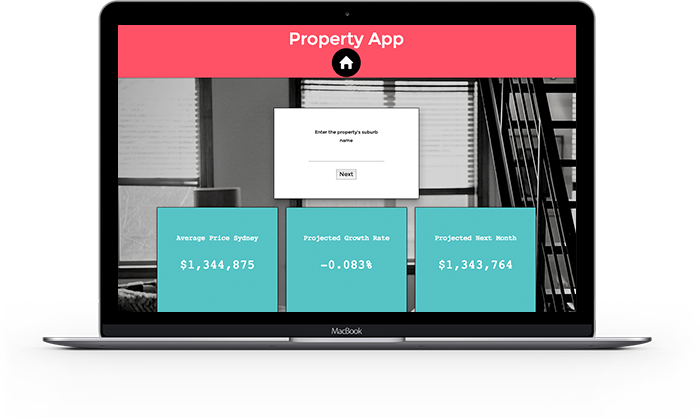 Property App
Enter the property's suburb
name
Next
Average Price Sydney
$1,344,875
Projected Growth Rate
-0.083%
Projected Next Month
$1,343,764
MacBook